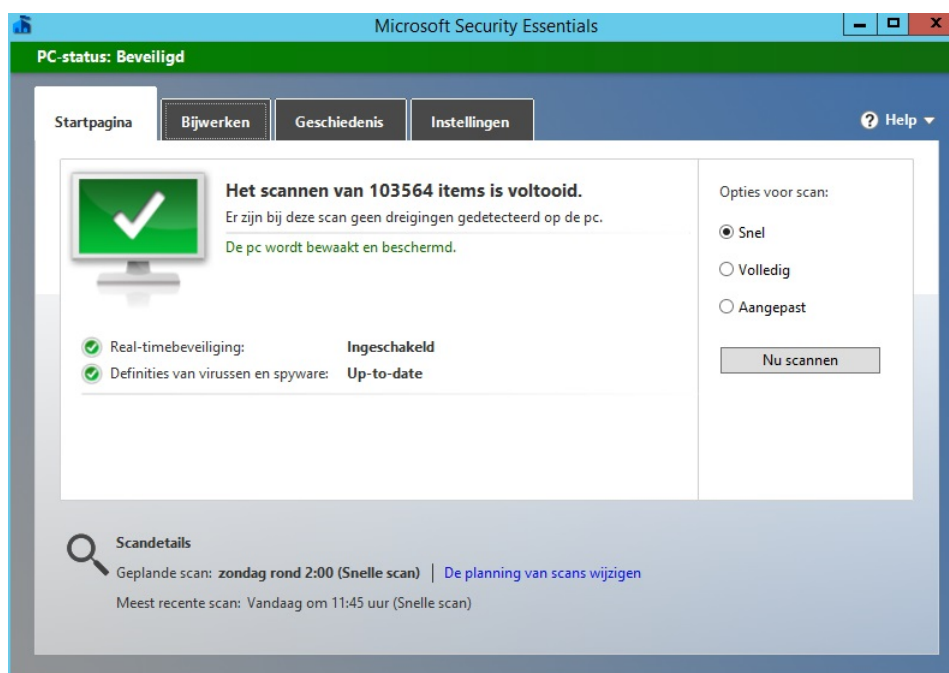 Microsoft Security Essentials
PC-status: Beveiligd
Startpagina
Bijwerken
Geschiedenis
Instellingen
Help
Het scannen van 103564 items is voltooid.
Er zijn bij deze scan geen dreigingen gedetecteerd op de pc.
De pc wordt bewaakt en beschermd.
Real-timebeveiliging: Ingeschakeld
Definities van virussen en spyware: Up-to-date
Opties voor scan:
Snel
Volledig
Aangepast
Nu scannen
Scandetails
Geplande scan: zondag rond 2:00 (Snelle scan) | De planning van scans wijzigen
Meest recente scan: Vandaag om 11:45 uur (Snelle scan)